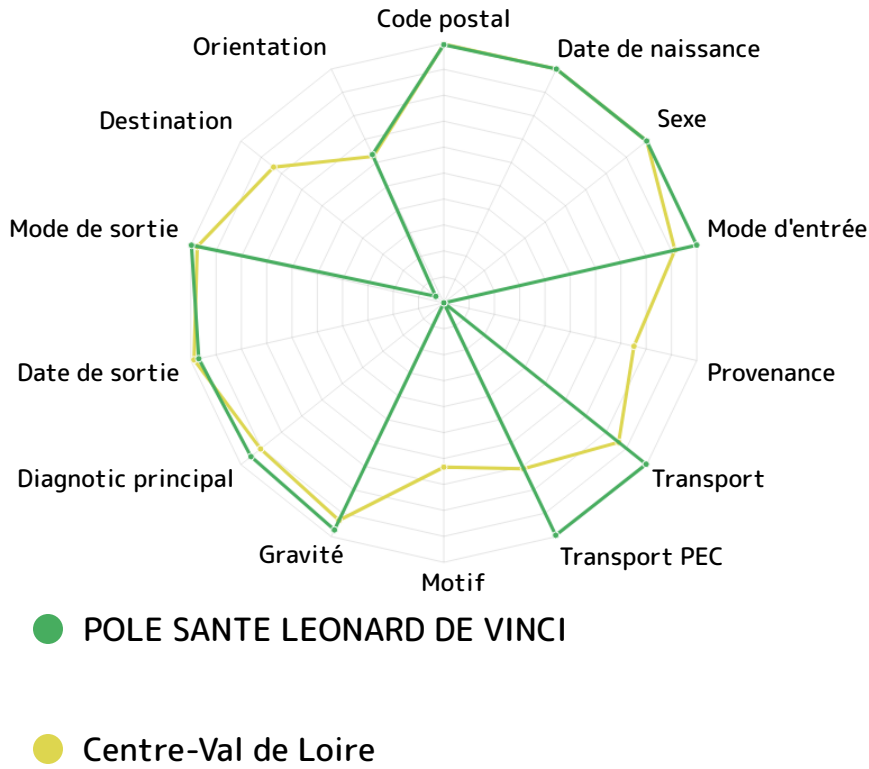 Code postal
Orientation
Date de naissance
Destination
Sexe
Mode de sortie
Mode d'entrée
Date de sortie
Provenance
Diagnotic principal
Transport
Gravité
Transport PEC
Motif
POLE SANTE LEONARD DE VINCI
Centre-Val de Loire